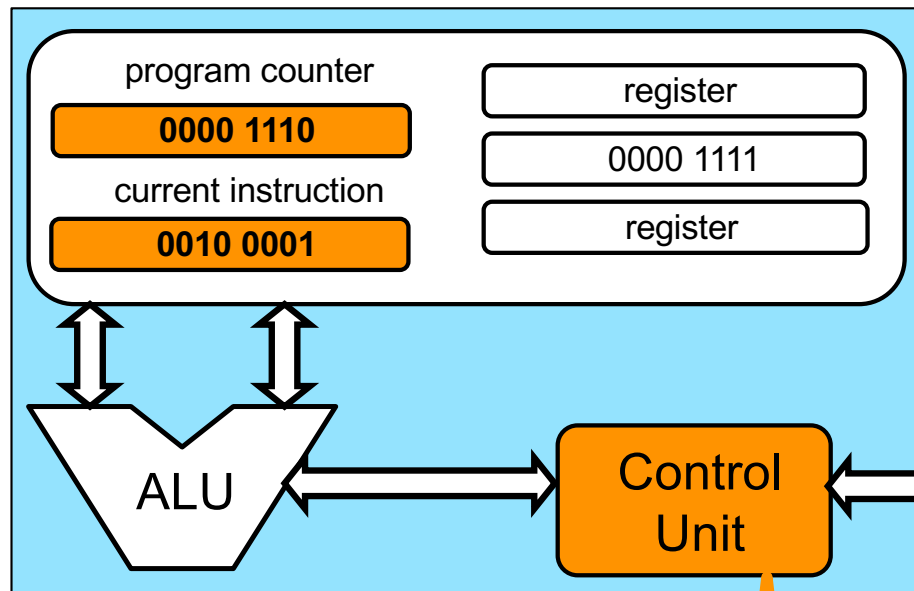 program counter
0000 1110
current instruction
0010 0001
register
0000 1111
register
ALU
Control
Unit